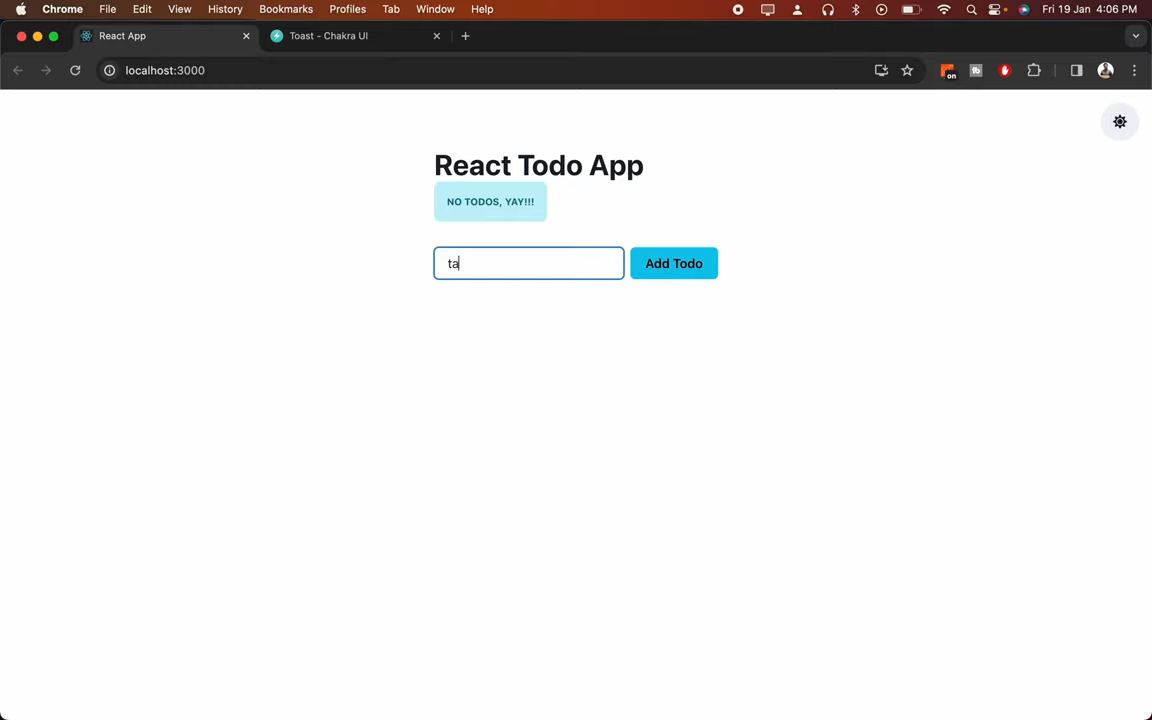 Chrome File Edit View History Bookmarks Profiles Tab Window Help Fri 19 Jan 4:06 PM
React App Toast - Chakra UI
localhost:3000 on
React Todo App
NO TODOS, YAY!!!
ta Add Todo